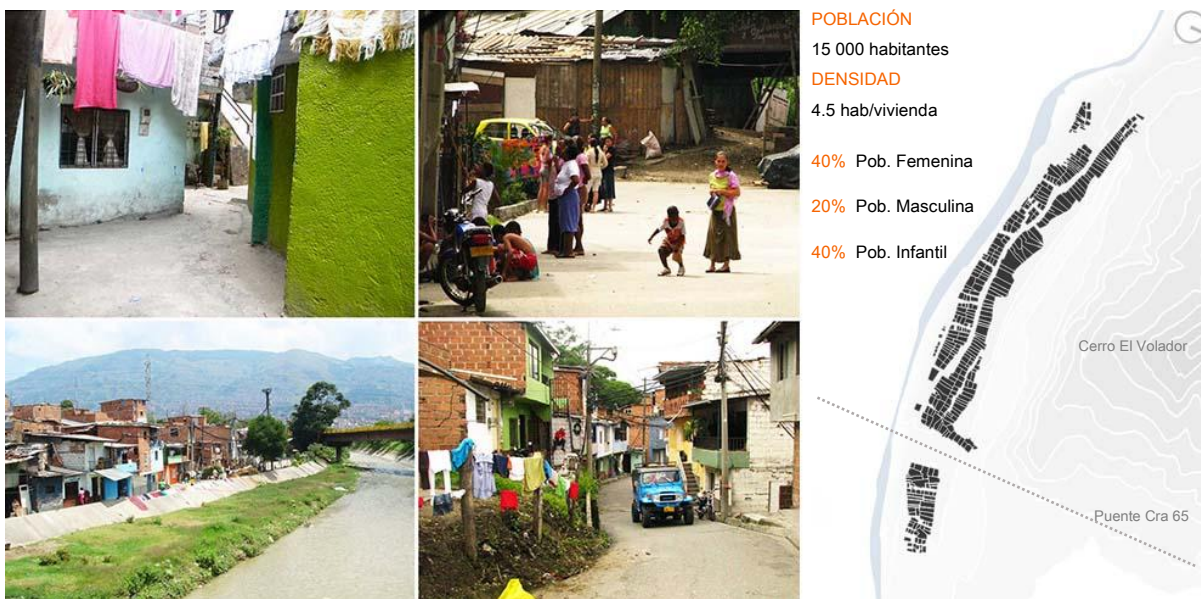 POBLACIÓN
15 000 habitantes
DENSIDAD
4.5 hab/vivienda
40% Pob. Femenina
20% Pob. Masculina
40% Pob. Infantil
Cerro El Volador
Puente Cra 65